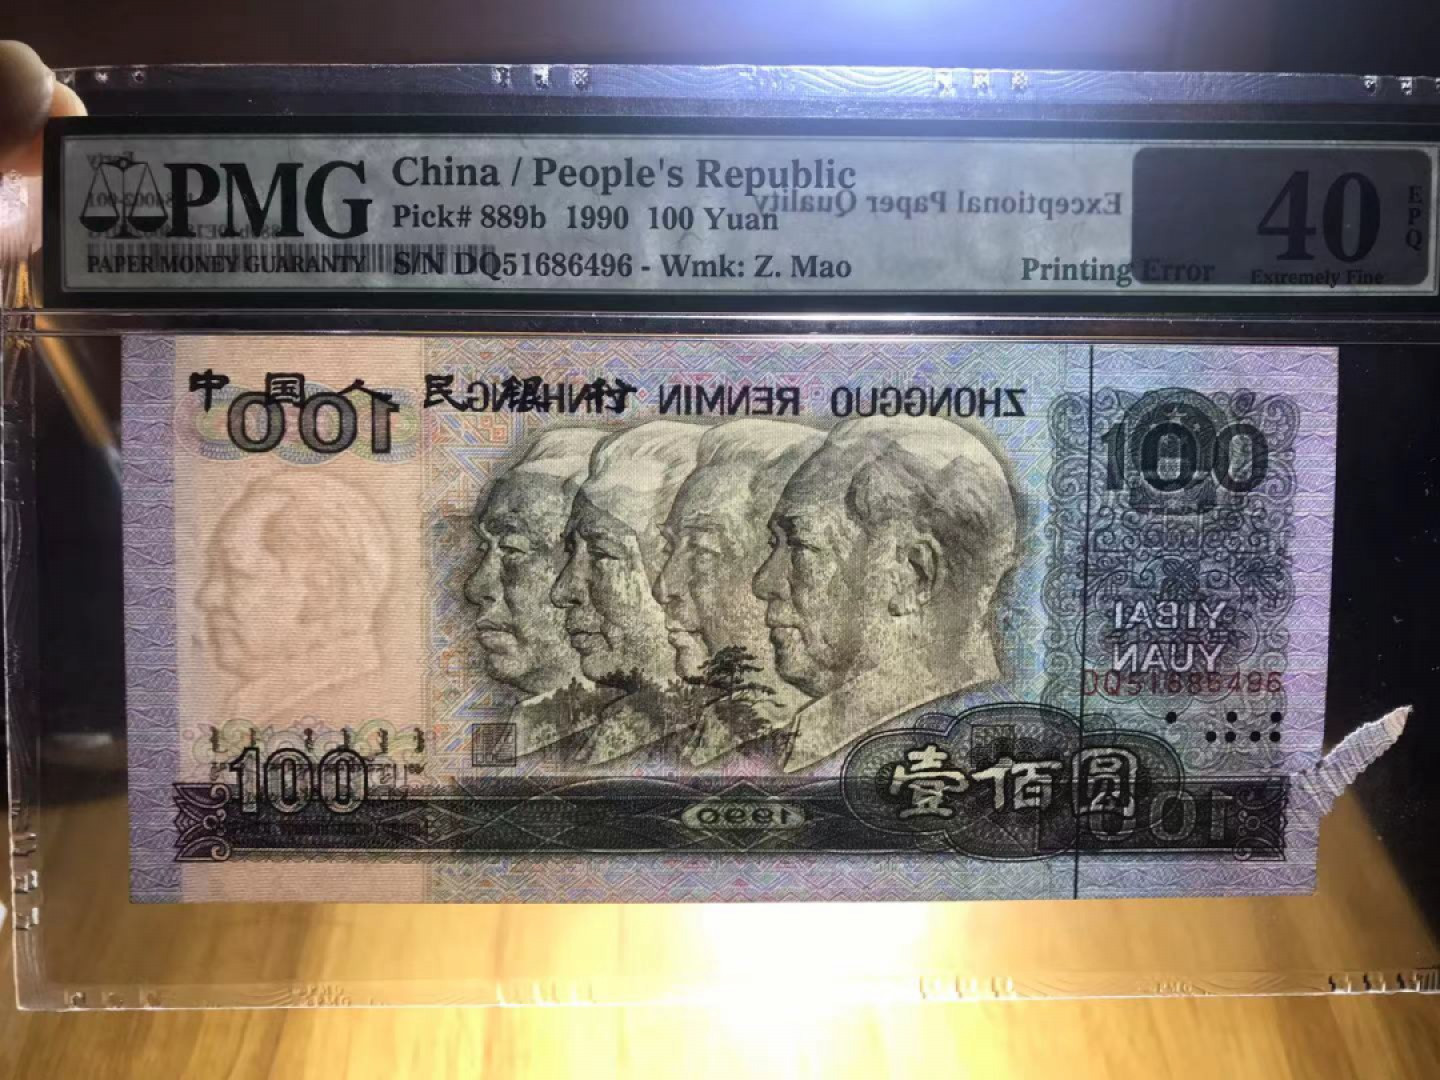 PMG
PAPER MONEY GUARANTY
China / People's Republic
Pick# 889b 1990 100 Yuan
S/N DQ51686496 - Wmk: Z. Mao
Exceptional Paper Quality
Printing Error
40
Extremely Fine
EPQ
中国人民银行
ZHONGGUO RENMIN YINHANG
100
100
YIBAI
YUAN
DQ51686496
100
壹佰圆
100
1990